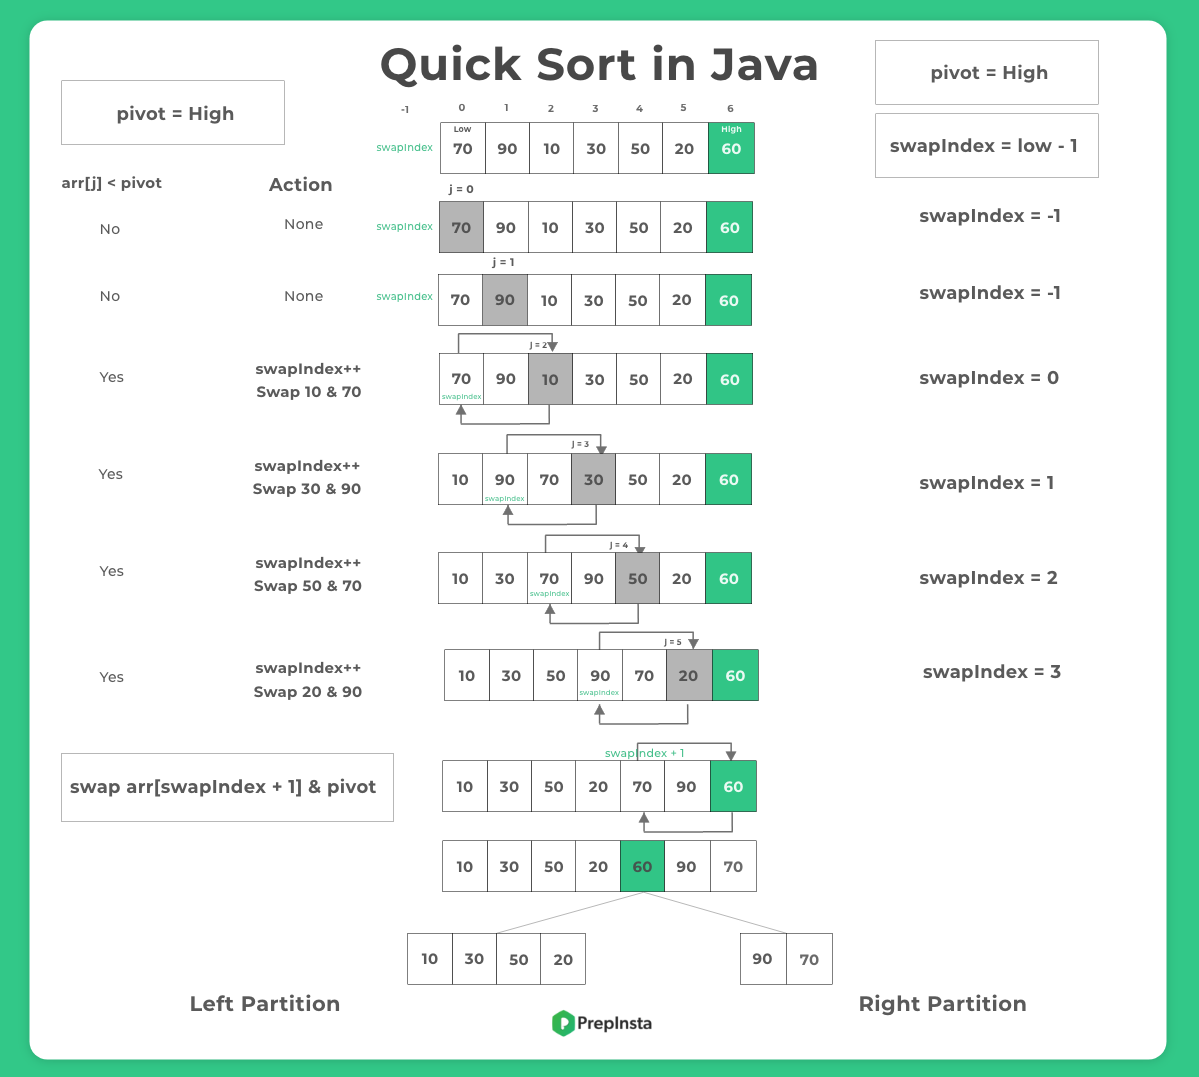 Quick Sort in Java
pivot = High
pivot = High
swapIndex = low - 1
-1 0 1 2 3 4 5 6
Low High
swapIndex 70 90 10 30 50 20 60
arr[j] < pivot Action
j = 0
No None swapIndex 70 90 10 30 50 20 60 swapIndex = -1
j = 1
No None swapIndex 70 90 10 30 50 20 60 swapIndex = -1
j = 2
Yes swapIndex++ 70 90 10 30 50 20 60 swapIndex = 0
Swap 10 & 70 swapIndex
j = 3
Yes swapIndex++ 10 90 70 30 50 20 60 swapIndex = 1
Swap 30 & 90 swapIndex
j = 4
Yes swapIndex++ 10 30 70 90 50 20 60 swapIndex = 2
Swap 50 & 70 swapIndex
j = 5
Yes swapIndex++ 10 30 50 90 70 20 60 swapIndex = 3
Swap 20 & 90 swapIndex
swapIndex + 1
swap arr[swapIndex + 1] & pivot 10 30 50 20 70 90 60
10 30 50 20 60 90 70
10 30 50 20 90 70
Left Partition Right Partition
PrepInsta